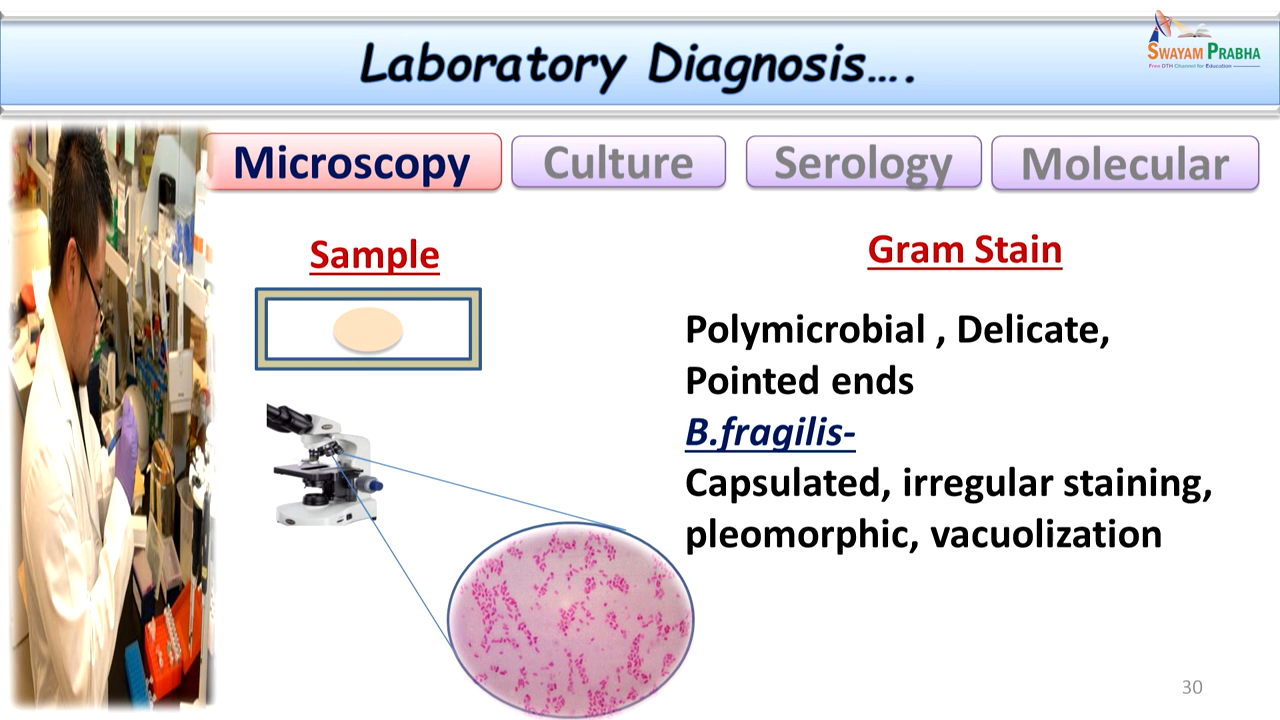 Laboratory Diagnosis….
SWAYAM PRABHA
Free DTH Channel for Education
Microscopy
Culture
Serology
Molecular
Sample
Gram Stain
Polymicrobial , Delicate,
Pointed ends
B.fragilis-
Capsulated, irregular staining,
pleomorphic, vacuolization
30